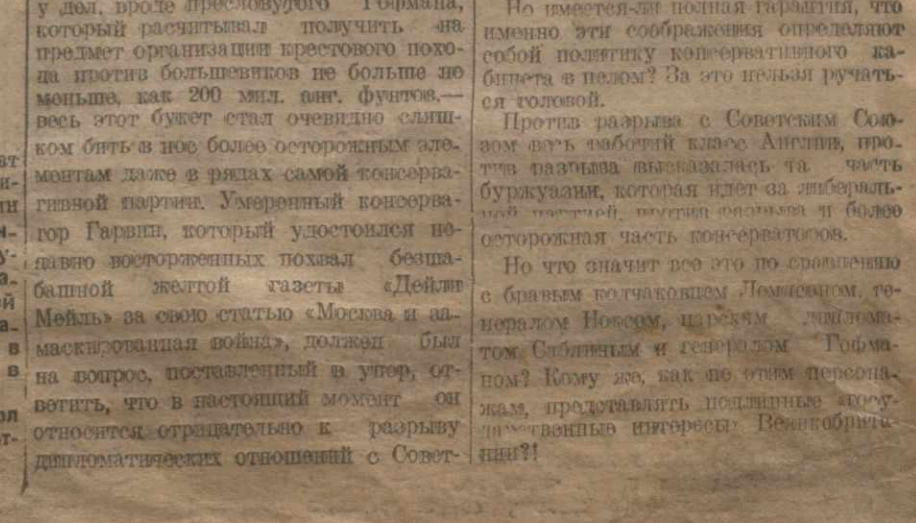 у дел, вроде пресловутого Гофмана,
который расчитывал получить на
предмет организации крестового похо-
да против большевиков не больше не
меньше, как 200 мил. анг. фунтов,—
весь этот букет стал очевидно слиш-
ком бить в нос более осторожным эле-
ментам даже в рядах самой консерва-
тивной партии. Умеренный консерва-
тор Гарвин, который удостоился не-
давно восторженных похвал безша-
башной желтой газеты «Дейли
Мейль» за свою статью «Москва и за-
маскированная война», должен был
на вопрос, поставленный в упор, от-
ветить, что в настоящий момент он
относится отрицательно к разрыву
дипломатических отношений с Совет-
Но имеется-ли полная гарантия, что
именно эти соображения определяют
собой политику консервативного ка-
бинета в целом? За это нельзя ручать-
ся головой.
Против разрыва с Советским Сою-
зом весь рабочий класс Англии, про-
тив разрыва высказалась та часть
буржуазии, которая идет за либераль-
ной партией, против разрыва и более
осторожная часть консерваторов.
Но что значит все это по сравнению
с бравым колчаковцем
нералом Ноксом, царским диплома-
том Саблиным и генералом Гофма-
ном? Кому же, как не этим персона-
жам, представлять подлинные «госу-
дарственные интересы» Великобрита-
нии?!